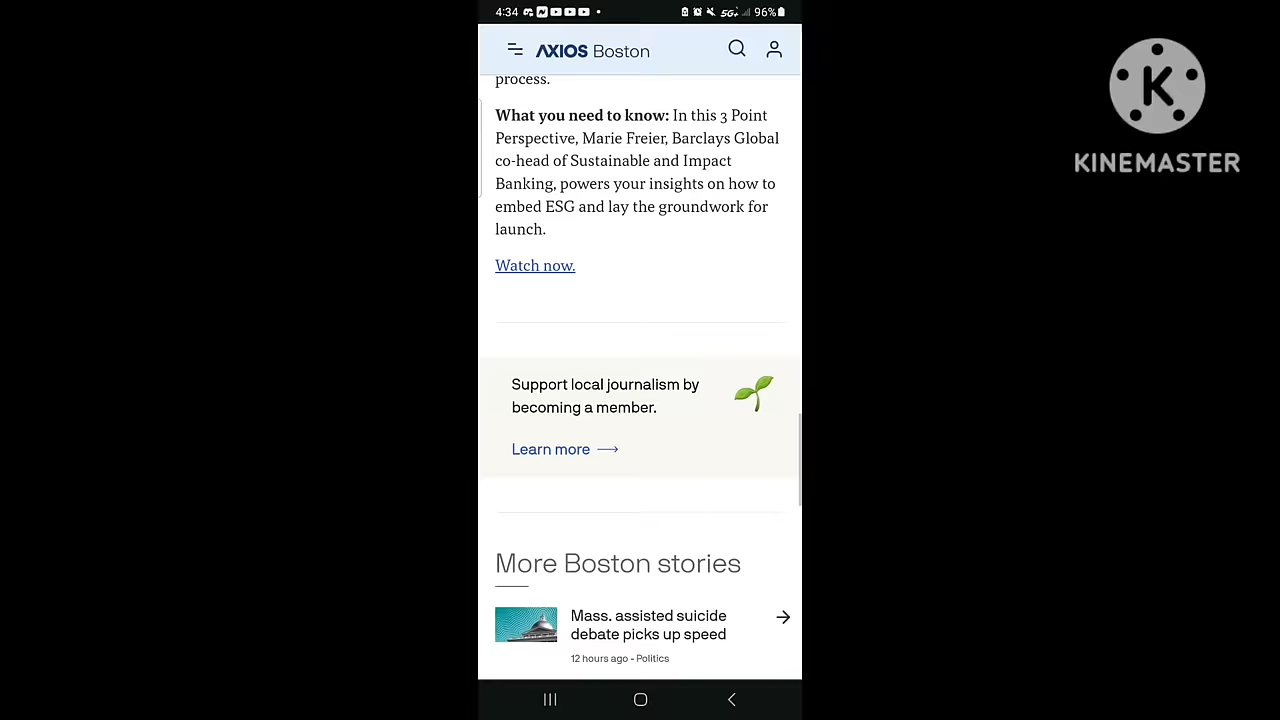 4:34
5G+
96%
AXIOS Boston
process.
What you need to know: In this 3 Point
Perspective, Marie Freier, Barclays Global
co-head of Sustainable and Impact
Banking, powers your insights on how to
embed ESG and lay the groundwork for
launch.
Watch now.
Support local journalism by
becoming a member.
Learn more
More Boston stories
Mass. assisted suicide
debate picks up speed
12 hours ago - Politics
K
KINEMASTER